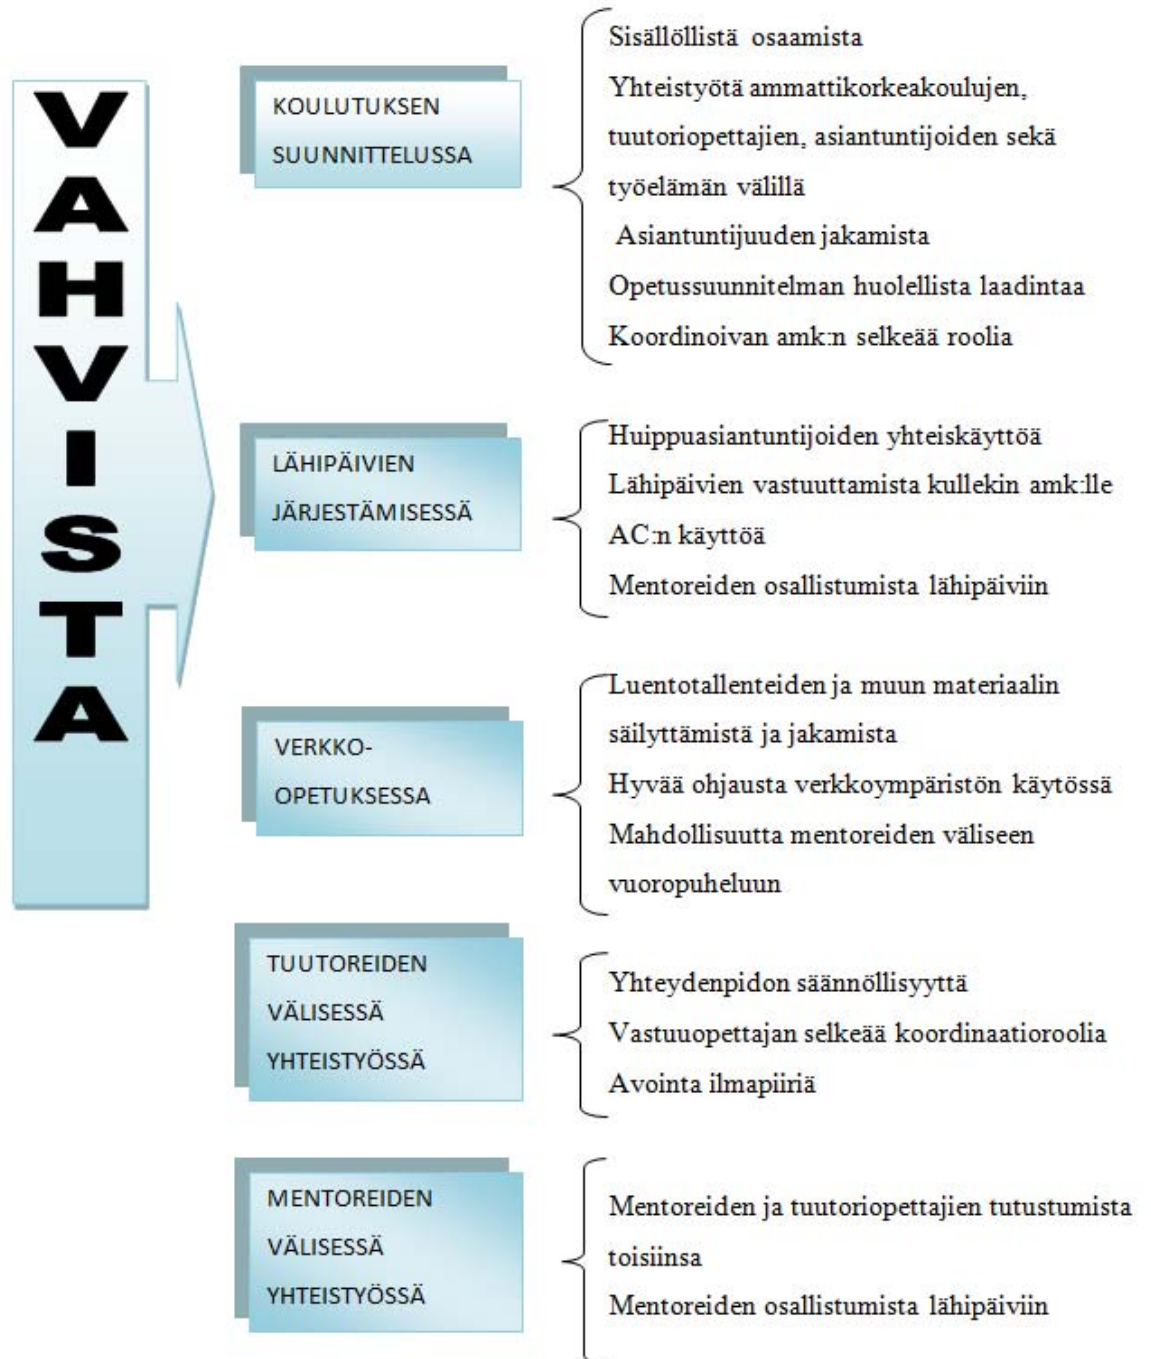 VAHVISTA
KOULUTUKSEN
SUUNNITTELUSSA
Sisällöllistä osaamista
Yhteistyötä ammattikorkeakoulujen,
tuutoriopettajien, asiantuntijoiden sekä
työelämän välillä
Asiantuntijuuden jakamista
Opetussuunnitelman huolellista laadintaa
Koordinoivan amk:n selkeää roolia
LÄHIPÄIVIEN
JÄRJESTÄMISESSÄ
Huippuasiantuntijoiden yhteiskäyttöä
Lähipäivien vastuuttamista kullekin amk:lle
AC:n käyttöä
Mentoreiden osallistumista lähipäiviin
VERKKO-
OPETUKSESSA
Luentotallenteiden ja muun materiaalin
säilyttämistä ja jakamista
Hyvää ohjausta verkkoympäristön käytössä
Mahdollisuutta mentoreiden väliseen
vuoropuheluun
TUUTOREIDEN
VÄLISESSÄ
YHTEISTYÖSSÄ
Yhteydenpidon säännöllisyyttä
Vastuuopettajan selkeää koordinaatioroolia
Avointa ilmapiiriä
MENTOREIDEN
VÄLISESSÄ
YHTEISTYÖSSÄ
Mentoreiden ja tuutoriopettajien tutustumista
toisiinsa
Mentoreiden osallistumista lähipäiviin